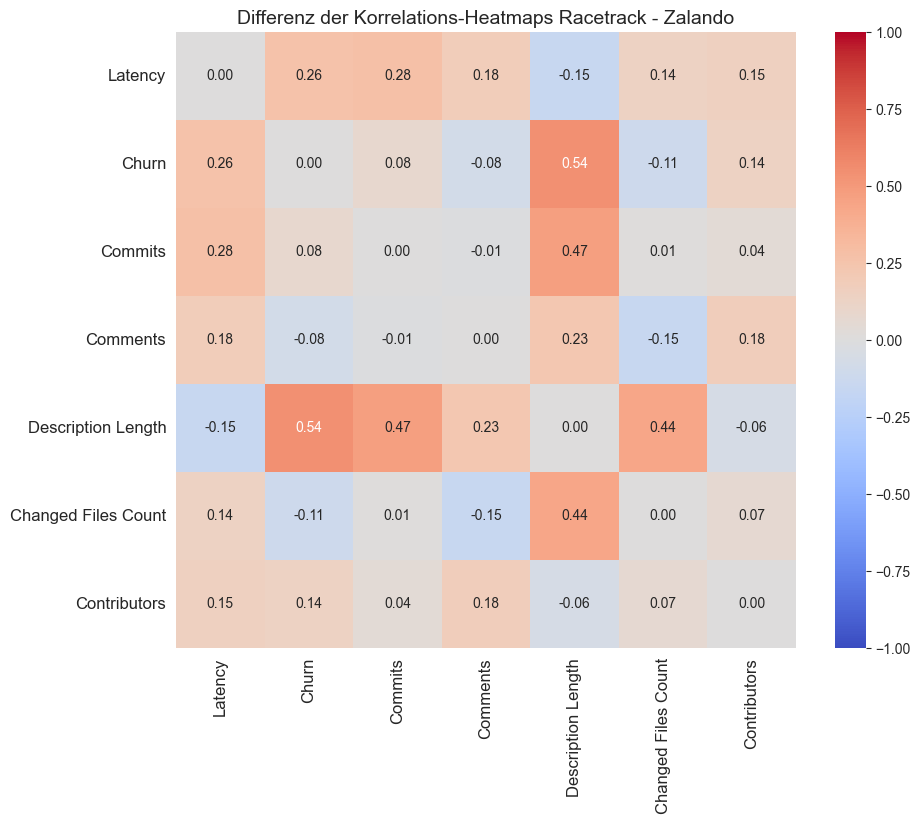 Differenz der Korrelations-Heatmaps Racetrack - Zalando
Latency 0.00 0.26 0.28 0.18 -0.15 0.14 0.15
Churn 0.26 0.00 0.08 -0.08 0.54 -0.11 0.14
Commits 0.28 0.08 0.00 -0.01 0.47 0.01 0.04
Comments 0.18 -0.08 -0.01 0.00 0.23 -0.15 0.18
Description Length -0.15 0.54 0.47 0.23 0.00 0.44 -0.06
Changed Files Count 0.14 -0.11 0.01 -0.15 0.44 0.00 0.07
Contributors 0.15 0.14 0.04 0.18 -0.06 0.07 0.00
Latency
Churn
Commits
Comments
Description Length
Changed Files Count
Contributors
1.00
0.75
0.50
0.25
0.00
−0.25
−0.50
−0.75
−1.00